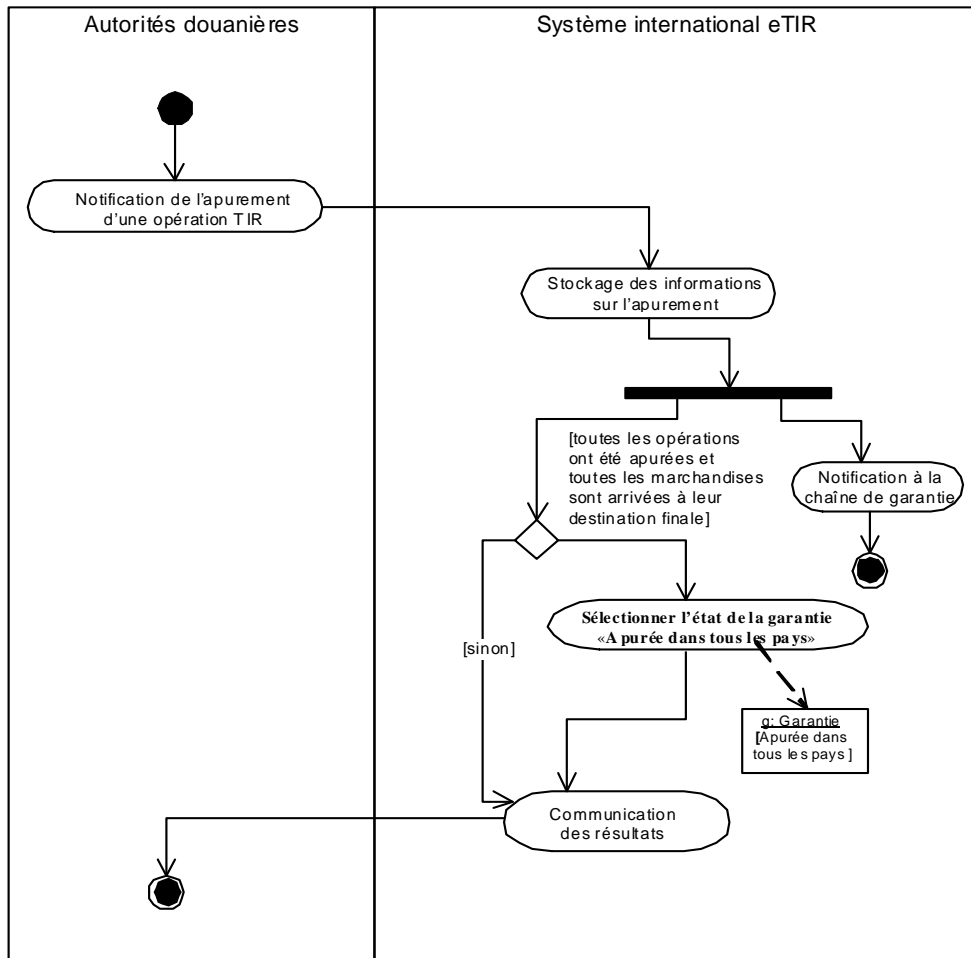 Autorités douanières
Système international eTIR
Notification de l'apurement
d'une opération TIR
Stockage des informations
sur l'apurement
[toutes les opérations
ont été apurées et
toutes les marchandises
sont arrivées à leur
destination finale]
Notification à la
chaîne de garantie
Sélectionner l'état de la garantie
«Apurée dans tous les pays»
[sinon]
g: Garantie
[Apurée dans
tous les pays]
Communication
des résultats